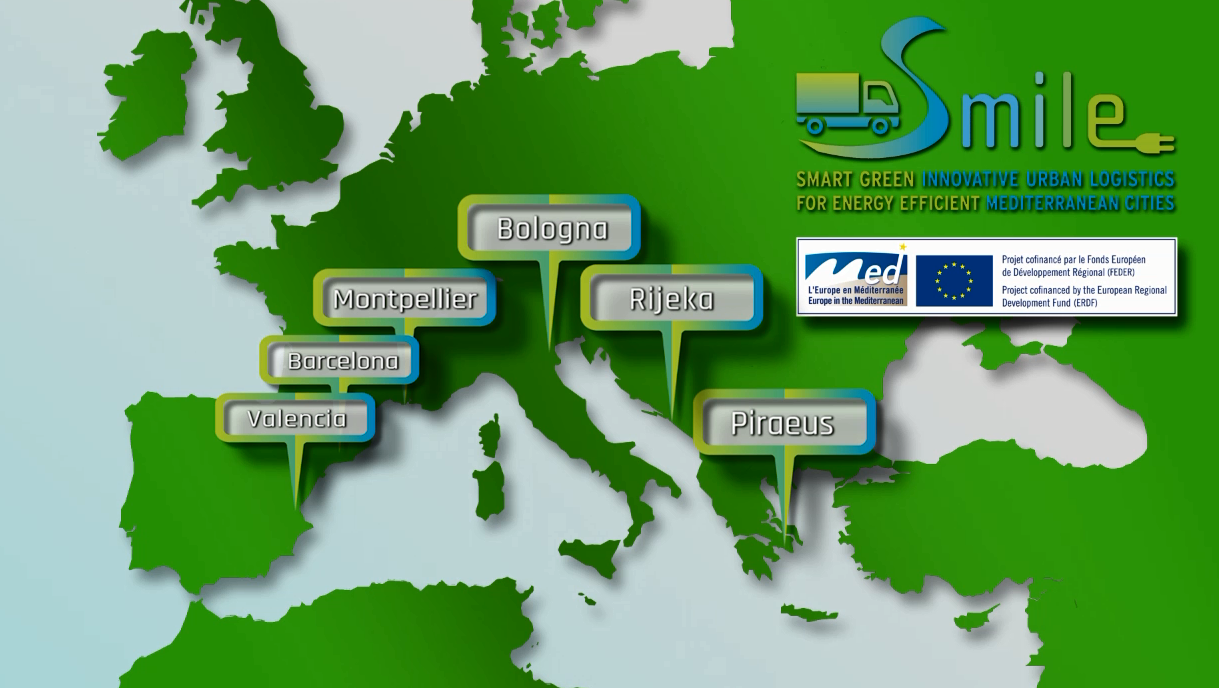 Smile
SMART GREEN INNOVATIVE URBAN LOGISTICS
FOR ENERGY EFFICIENT MEDITERRANEAN CITIES
Med
L'Europe en Méditerranée
Europe in the Mediterranean
Projet cofinancé par le Fonds Européen
de Développement Régional (FEDER)
Project cofinanced by the European Regional
Development Fund (ERDF)
Bologna
Montpellier
Rijeka
Barcelona
Valencia
Piraeus